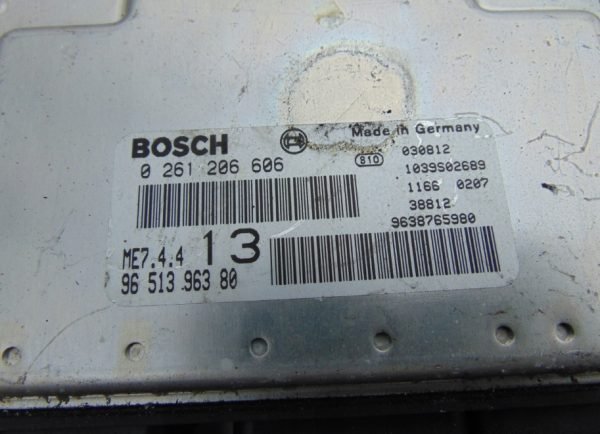 BOSCH
0 261 206 606
ME7.4.4 13
96 513 963 80
Made in Germany
810 030812
1039S02689
1166 0207
38812
9638765980